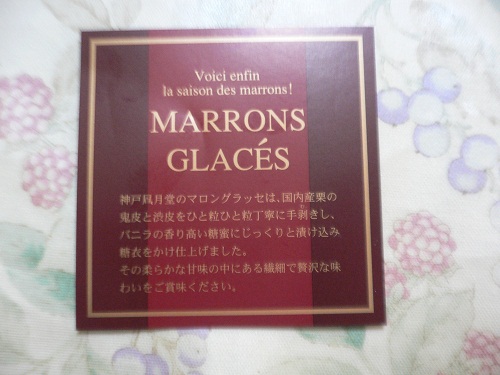 Voici enfin
la saison des marrons!
MARRONS
GLACÉS
神戸凮月堂のマロングラッセは、国内産栗の
鬼皮と渋皮をひと粒ひと粒丁寧に手剥きし、
バニラの香り高い糖蜜にじっくりと漬け込み
糖衣をかけ仕上げました。
その柔らかな甘味の中にある繊細で贅沢な味
わいをご賞味ください。